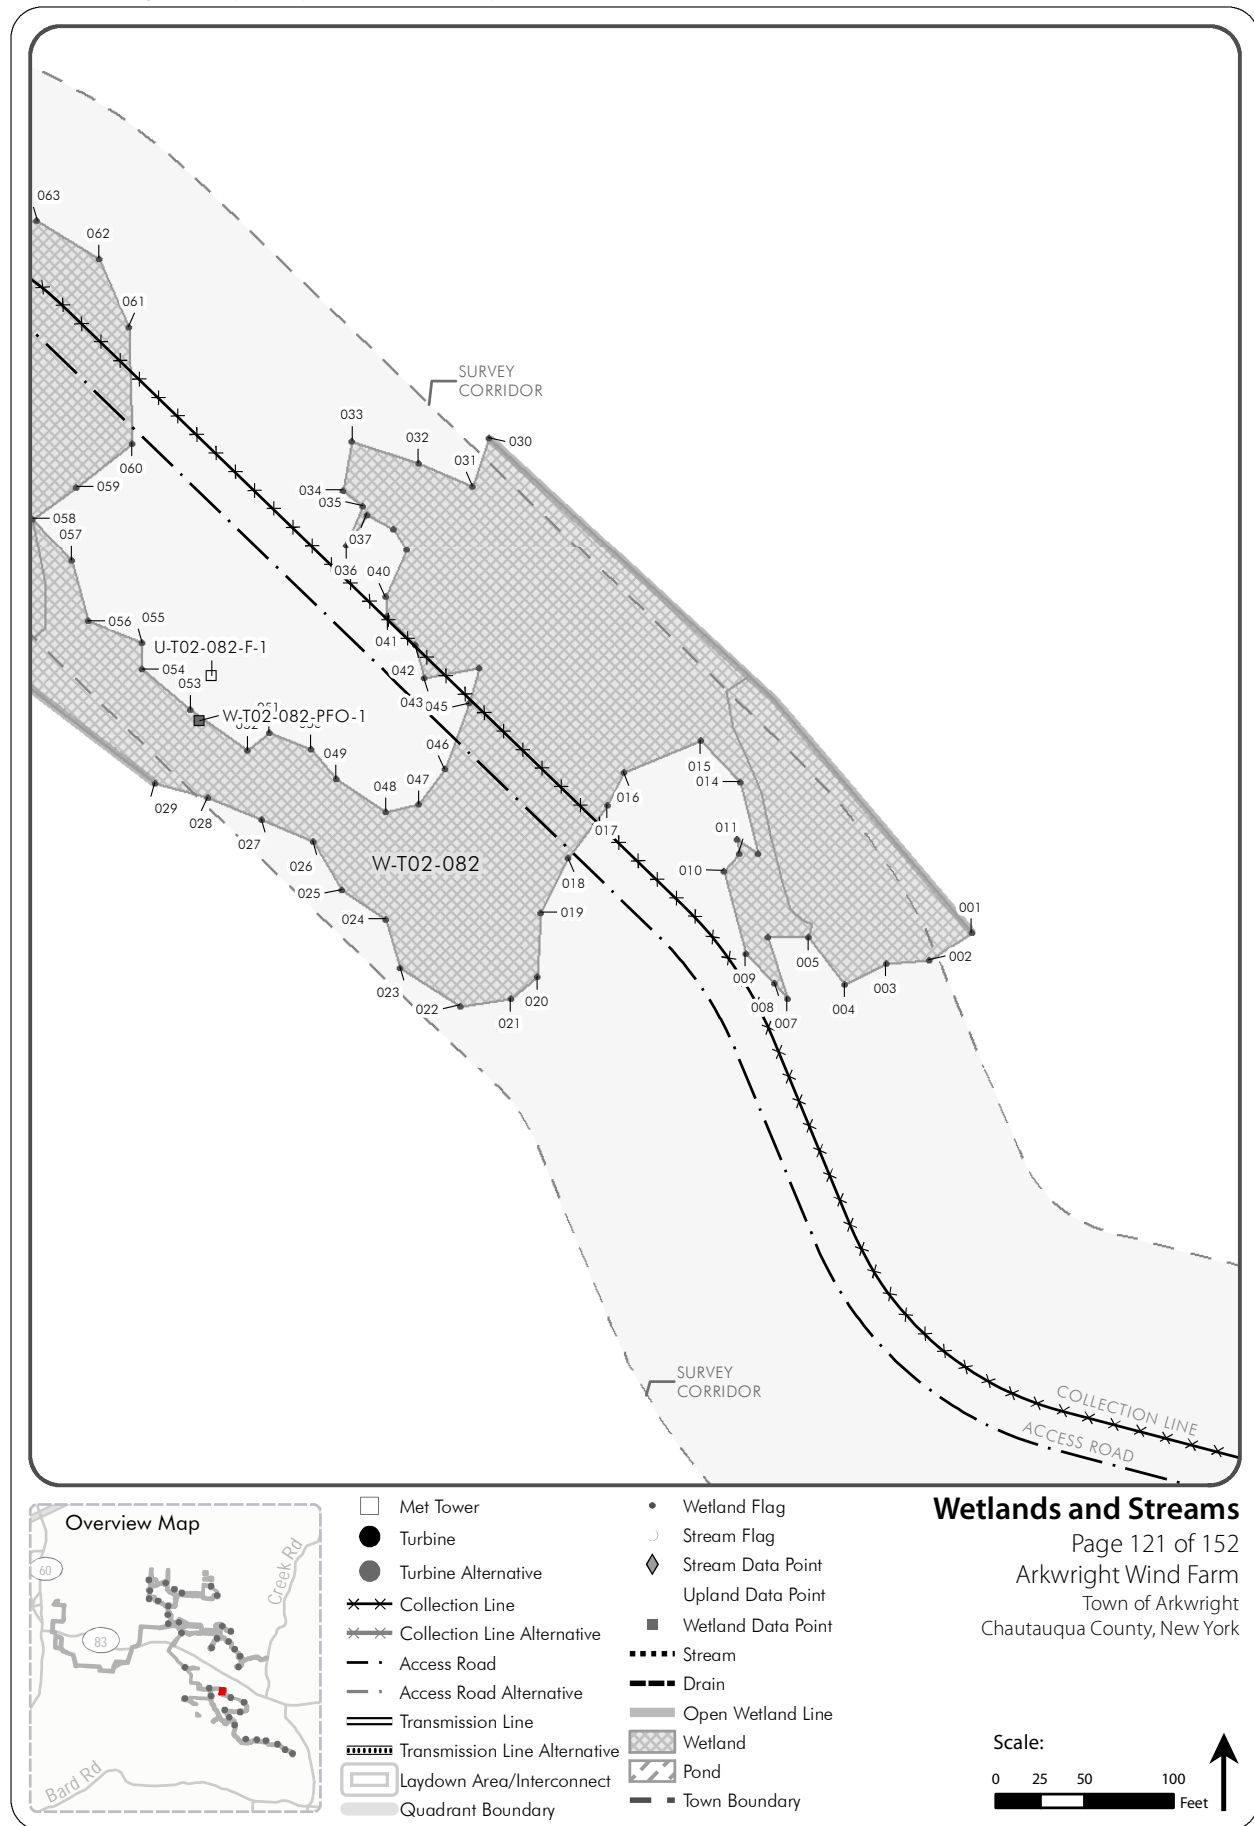 063
062
061
SURVEY
CORRIDOR
033
032
030
031
060
034
059
035
058
037
057
036
040
056
055
041
U-T02-082-F-1
054
042
053
043
045
W-T02-082-PFO-1
046
015
049
014
047
048
016
029
028
011
017
027
W-T02-082
010
026
018
025
024
019
001
005
002
009
003
023
008
004
022
020
007
021
SURVEY
CORRIDOR
COLLECTION LINE
ACCESS ROAD
Overview Map
60
83
Creek Rd
Bard Rd
Met Tower
Turbine
Turbine Alternative
Collection Line
Collection Line Alternative
Access Road
Access Road Alternative
Transmission Line
Transmission Line Alternative
Laydown Area/Interconnect
Quadrant Boundary
Wetland Flag
Stream Flag
Stream Data Point
Upland Data Point
Wetland Data Point
Stream
Drain
Open Wetland Line
Wetland
Pond
Town Boundary
Wetlands and Streams
Page 121 of 152
Arkwright Wind Farm
Town of Arkwright
Chautauqua County, New York
Scale:
0 25 50 100
Feet